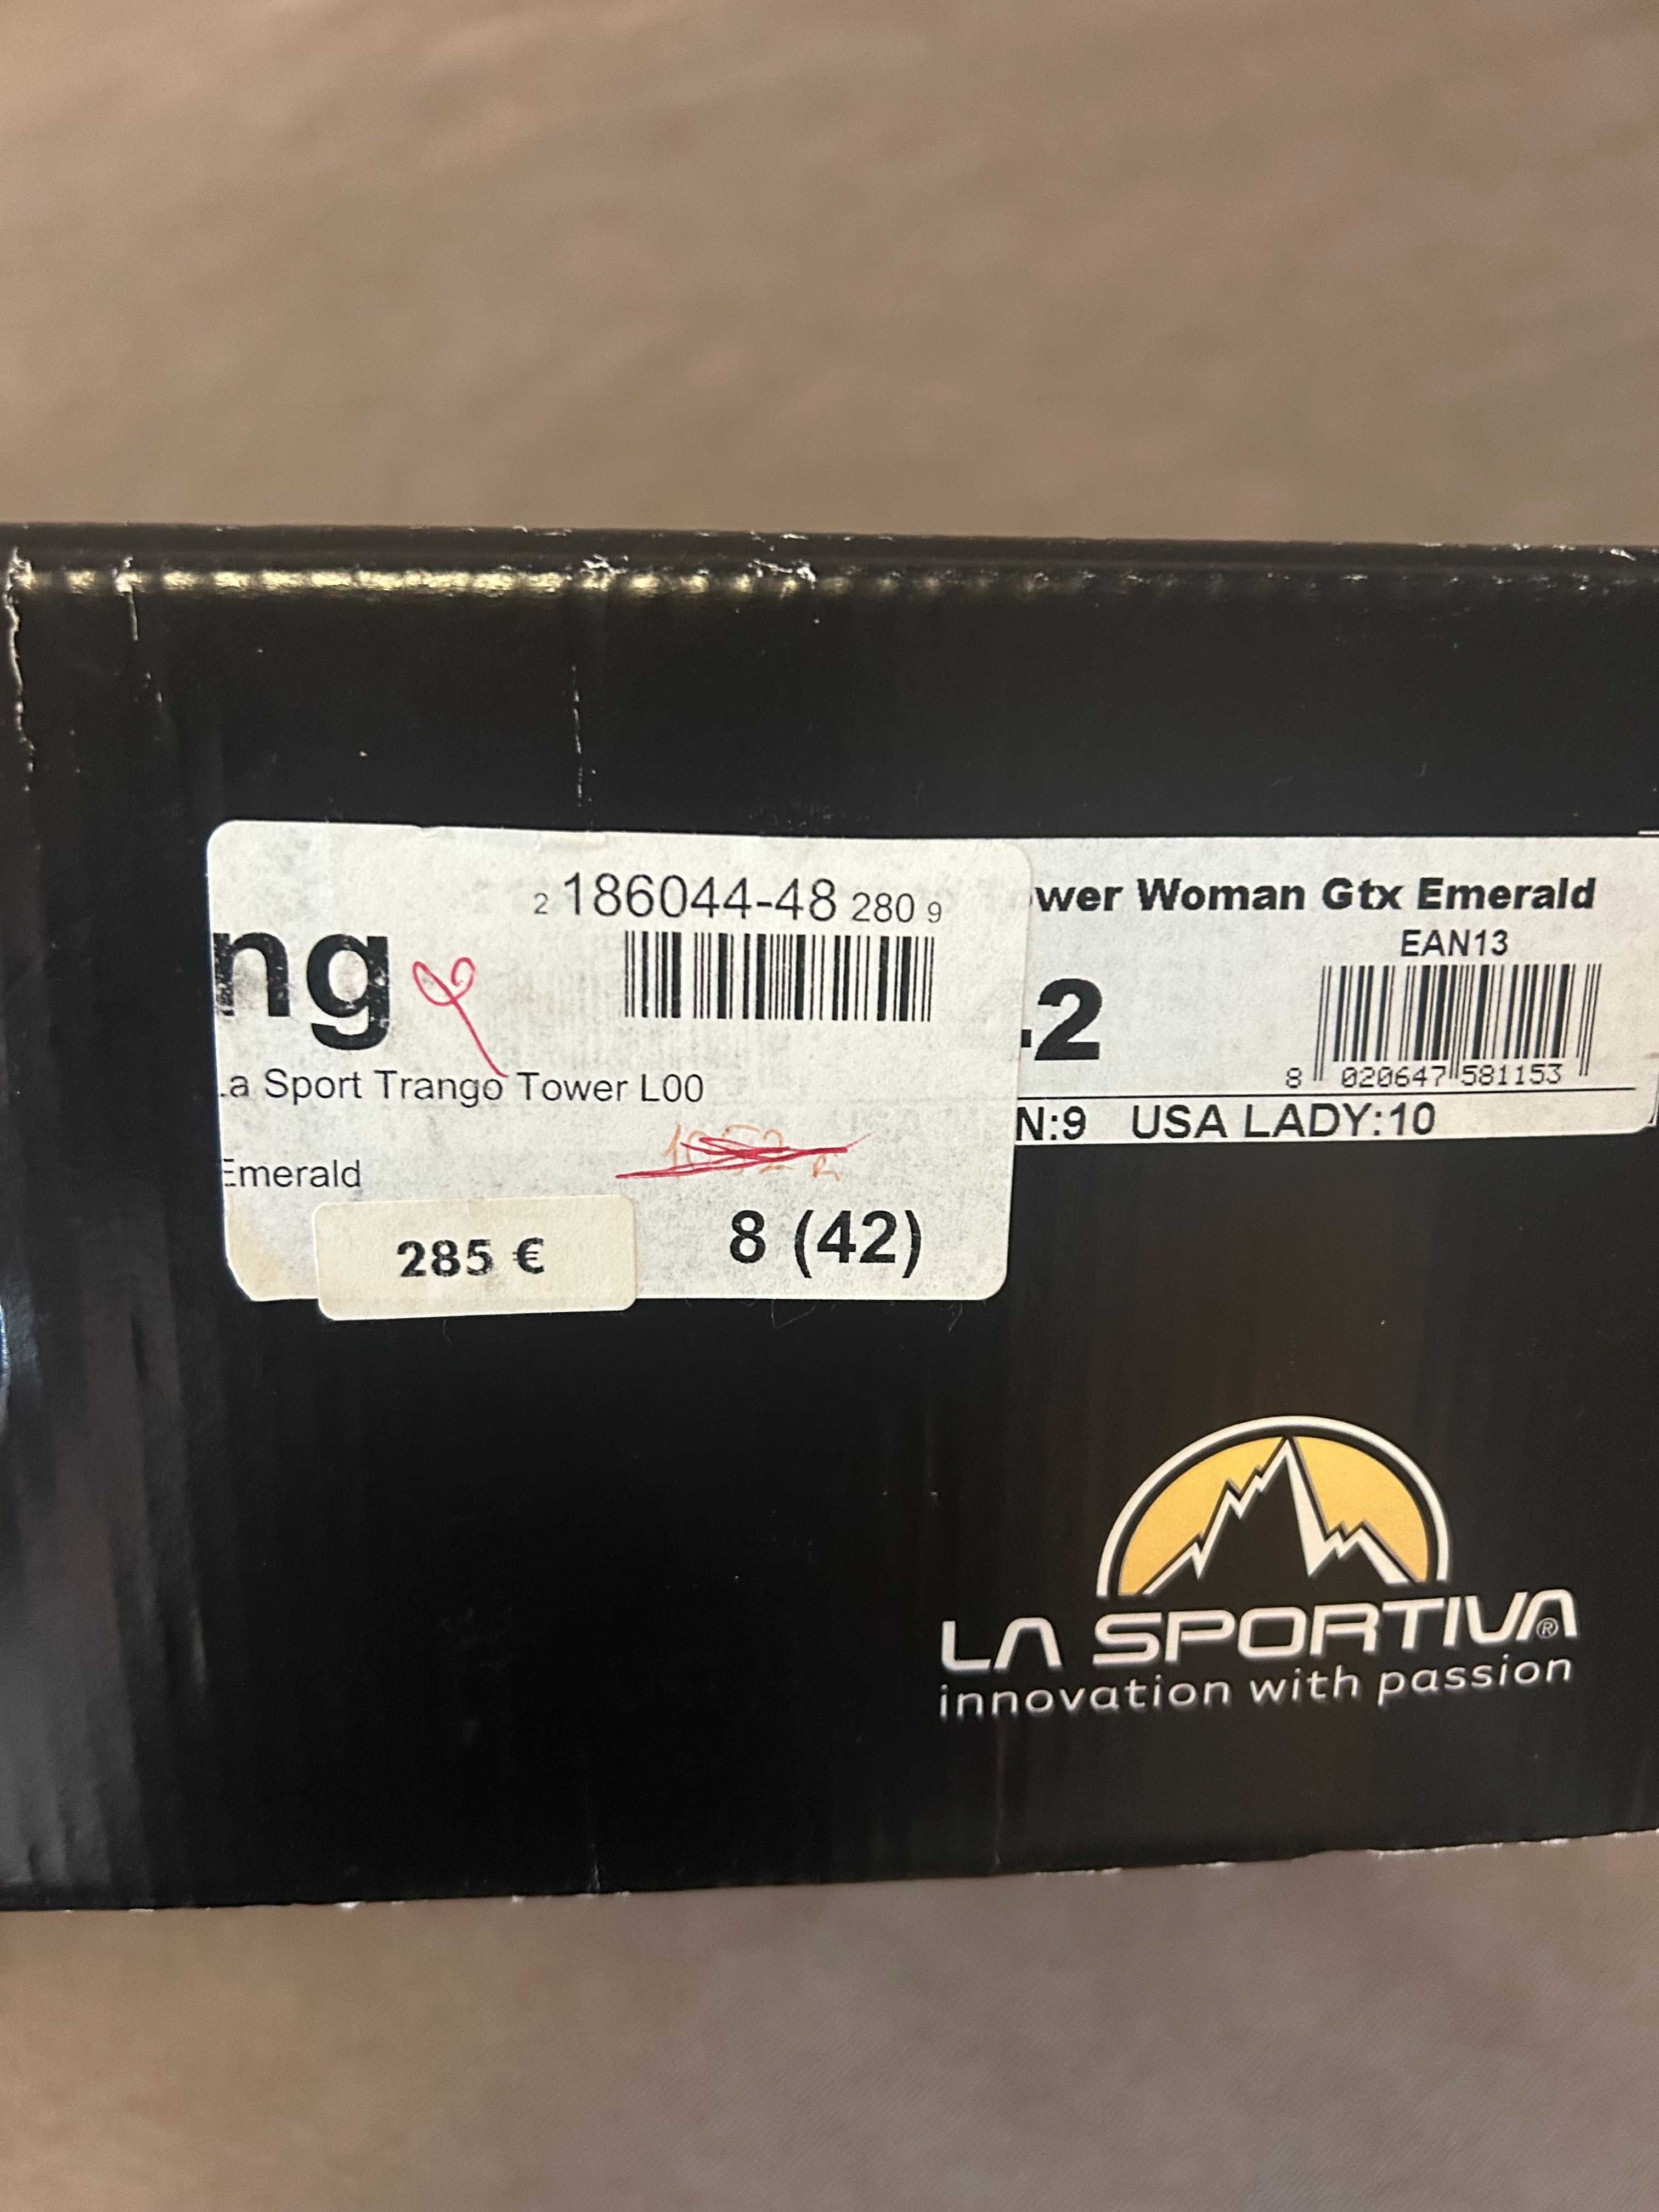 2 186044-48 280 9
ng
.a Sport Trango Tower L00
Emerald
285 €
8 (42)
ower Woman Gtx Emerald
EAN13
2
8 020647 581153
N:9 USA LADY:10
LA SPORTIVA®
innovation with passion